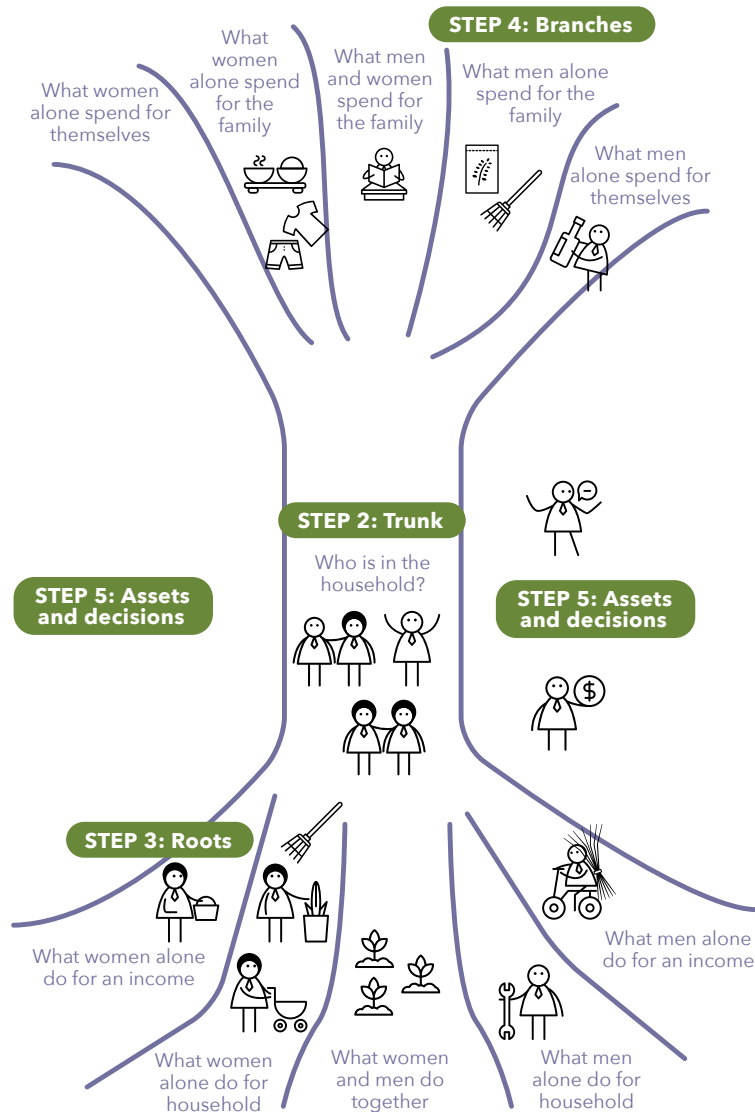 STEP 4: Branches
What women
alone spend for
themselves
What
women
alone spend
for the
family
What men
and women
spend for
the family
What men alone
spend for the
family
What men
alone spend for
themselves
STEP 2: Trunk
Who is in the
household?
STEP 5: Assets
and decisions
STEP 5: Assets
and decisions
$
STEP 3: Roots
What women alone
do for an income
What women
alone do for
household
What women
and men do
together
What men
alone do for
household
What men alone
do for an income